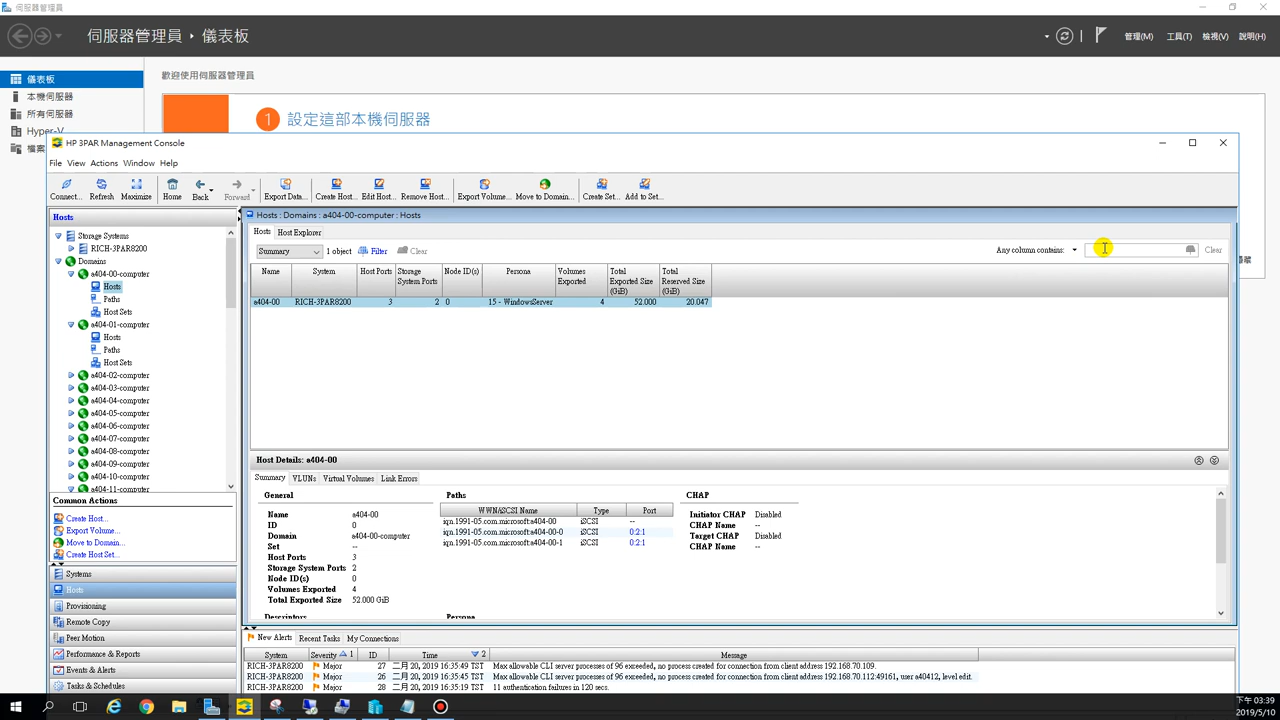 伺服器管理員
伺服器管理員 ‧ 儀表板
管理(M) 工具(T) 檢視(V) 說明(H)
儀表板
本機伺服器
所有伺服器
Hyper-V
檔案
歡迎使用伺服器管理員
1 設定這部本機伺服器
HP 3PAR Management Console
File View Actions Window Help
Connect... Refresh Maximize Home Back Forward Export Data... Create Host... Edit Host... Remove Host... Export Volume... Move to Domain... Create Set... Add to Set...
Hosts
Storage Systems
RICH-3PAR8200
Domains
a404-00-computer
Hosts
Paths
Host Sets
a404-01-computer
Hosts
Paths
Host Sets
a404-02-computer
a404-03-computer
a404-04-computer
a404-05-computer
a404-06-computer
a404-07-computer
a404-08-computer
a404-09-computer
a404-10-computer
a404-11-computer
Common Actions
Create Host...
Export Volume...
Move to Domain...
Create Host Set...
Systems
Hosts
Provisioning
Remote Copy
Peer Motion
Performance & Reports
Events & Alerts
Tasks & Schedules
Hosts : Domains : a404-00-computer : Hosts
Hosts Host Explorer
Summary 1 object Filter Clear Any column contains: Clear
Name System Host Ports Storage System Ports Node ID(s) Persona Volumes Exported Total Exported Size (GiB) Total Reserved Size (GiB)
a404-00 RICH-3PAR8200 3 2 0 15 - WindowsServer 4 52.000 20.047
Host Details: a404-00
Summary VLUNs Virtual Volumes Link Errors
General
Name a404-00
ID 0
Domain a404-00-computer
Set --
Host Ports 3
Storage System Ports 2
Node ID(s) 0
Volumes Exported 4
Total Exported Size 52.000 GiB
Descriptors
Paths
WWN/iSCSI Name Type Port
iqn.1991-05.com.microsoft:a404-00 iSCSI --
iqn.1991-05.com.microsoft:a404-00-0 iSCSI 0:2:1
iqn.1991-05.com.microsoft:a404-00-1 iSCSI 0:2:1
Persona
CHAP
Initiator CHAP Disabled
CHAP Name --
Target CHAP Disabled
CHAP Name --
New Alerts Recent Tasks My Connections
System Severity 1 ID Time 2 Message
RICH-3PAR8200 Major 27 二月 20, 2019 16:35:49 TST Max allowable CLI server processes of 96 exceeded, no process created for connection from client address 192.168.70.109.
RICH-3PAR8200 Major 26 二月 20, 2019 16:35:45 TST Max allowable CLI server processes of 96 exceeded, no process created for connection from client address 192.168.70.112:49161, user a40412, level edit.
RICH-3PAR8200 Major 28 二月 20, 2019 16:35:19 TST 11 authentication failures in 120 secs.
下午 03:39
2019/5/10